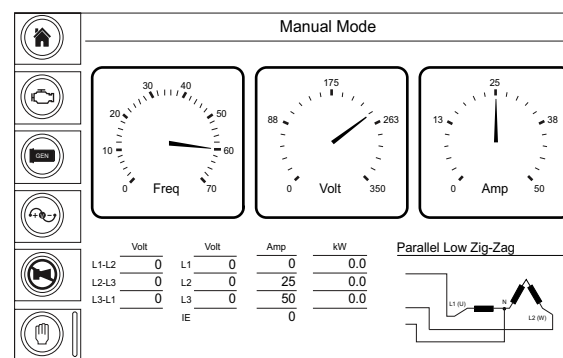 Manual Mode
GEN
0 10 20 30 40 50 60 70
Freq
0 88 175 263 350
Volt
0 13 25 38 50
Amp
Volt Volt Amp kW
L1-L2 0 L1 0 0 0.0
L2-L3 0 L2 0 25 0.0
L3-L1 0 L3 0 50 0.0
IE 0
Parallel Low Zig-Zag
L1 (U)
N
L2 (W)